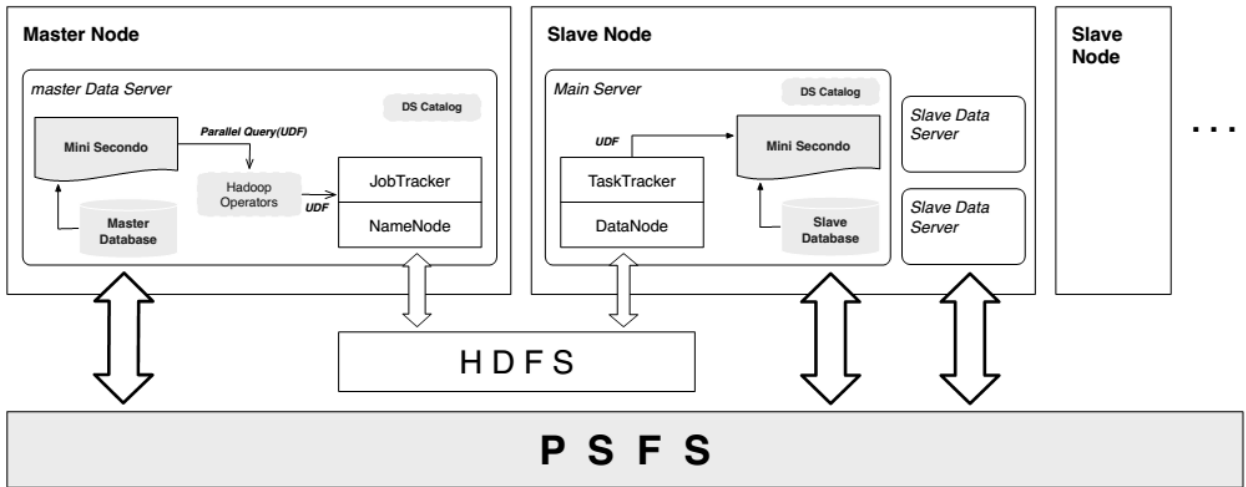 Master Node
master Data Server
DS Catalog
Mini Secondo
Parallel Query(UDF)
Hadoop
Operators
UDF
JobTracker
NameNode
Master
Database
Slave Node
Main Server
DS Catalog
UDF
Mini Secondo
TaskTracker
DataNode
Slave
Database
Slave Data
Server
Slave Data
Server
Slave
Node
...
HDFS
PSFS